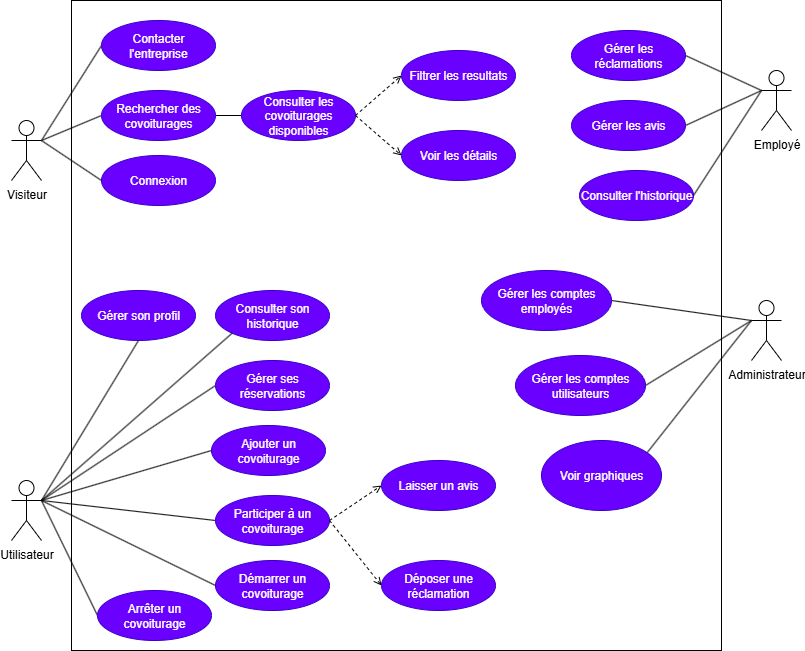 Contacter
l'entreprise
Rechercher des
covoiturages
Consulter les
covoiturages
disponibles
Filtrer les resultats
Voir les détails
Connexion
Visiteur
Gérer les
réclamations
Gérer les avis
Consulter l'historique
Employé
Gérer son profil
Consulter son
historique
Gérer ses
réservations
Ajouter un
covoiturage
Participer à un
covoiturage
Laisser un avis
Déposer une
réclamation
Démarrer un
covoiturage
Arrêter un
covoiturage
Utilisateur
Gérer les comptes
employés
Gérer les comptes
utilisateurs
Voir graphiques
Administrateur